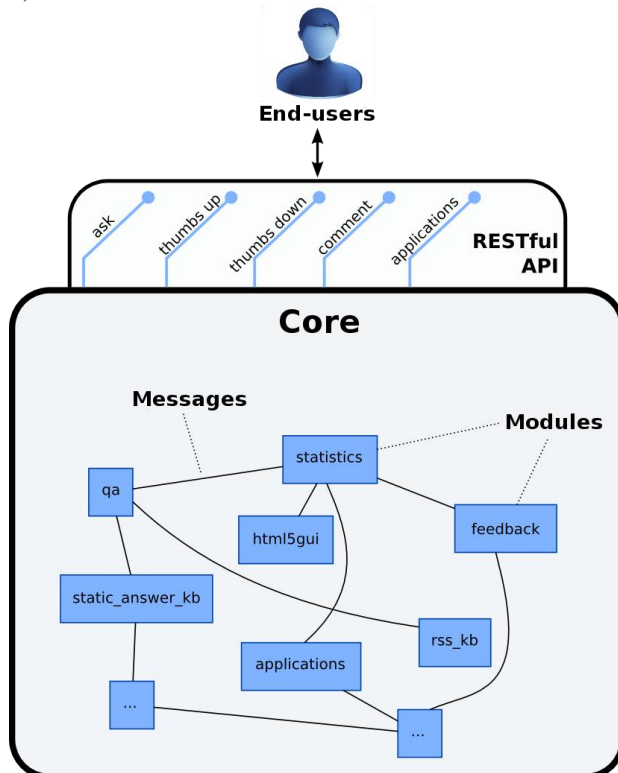 End-users
ask
thumbs up
thumbs down
comment
applications
RESTful
API
Core
Messages
Modules
statistics
qa
html5gui
feedback
static_answer_kb
rss_kb
applications
...
...